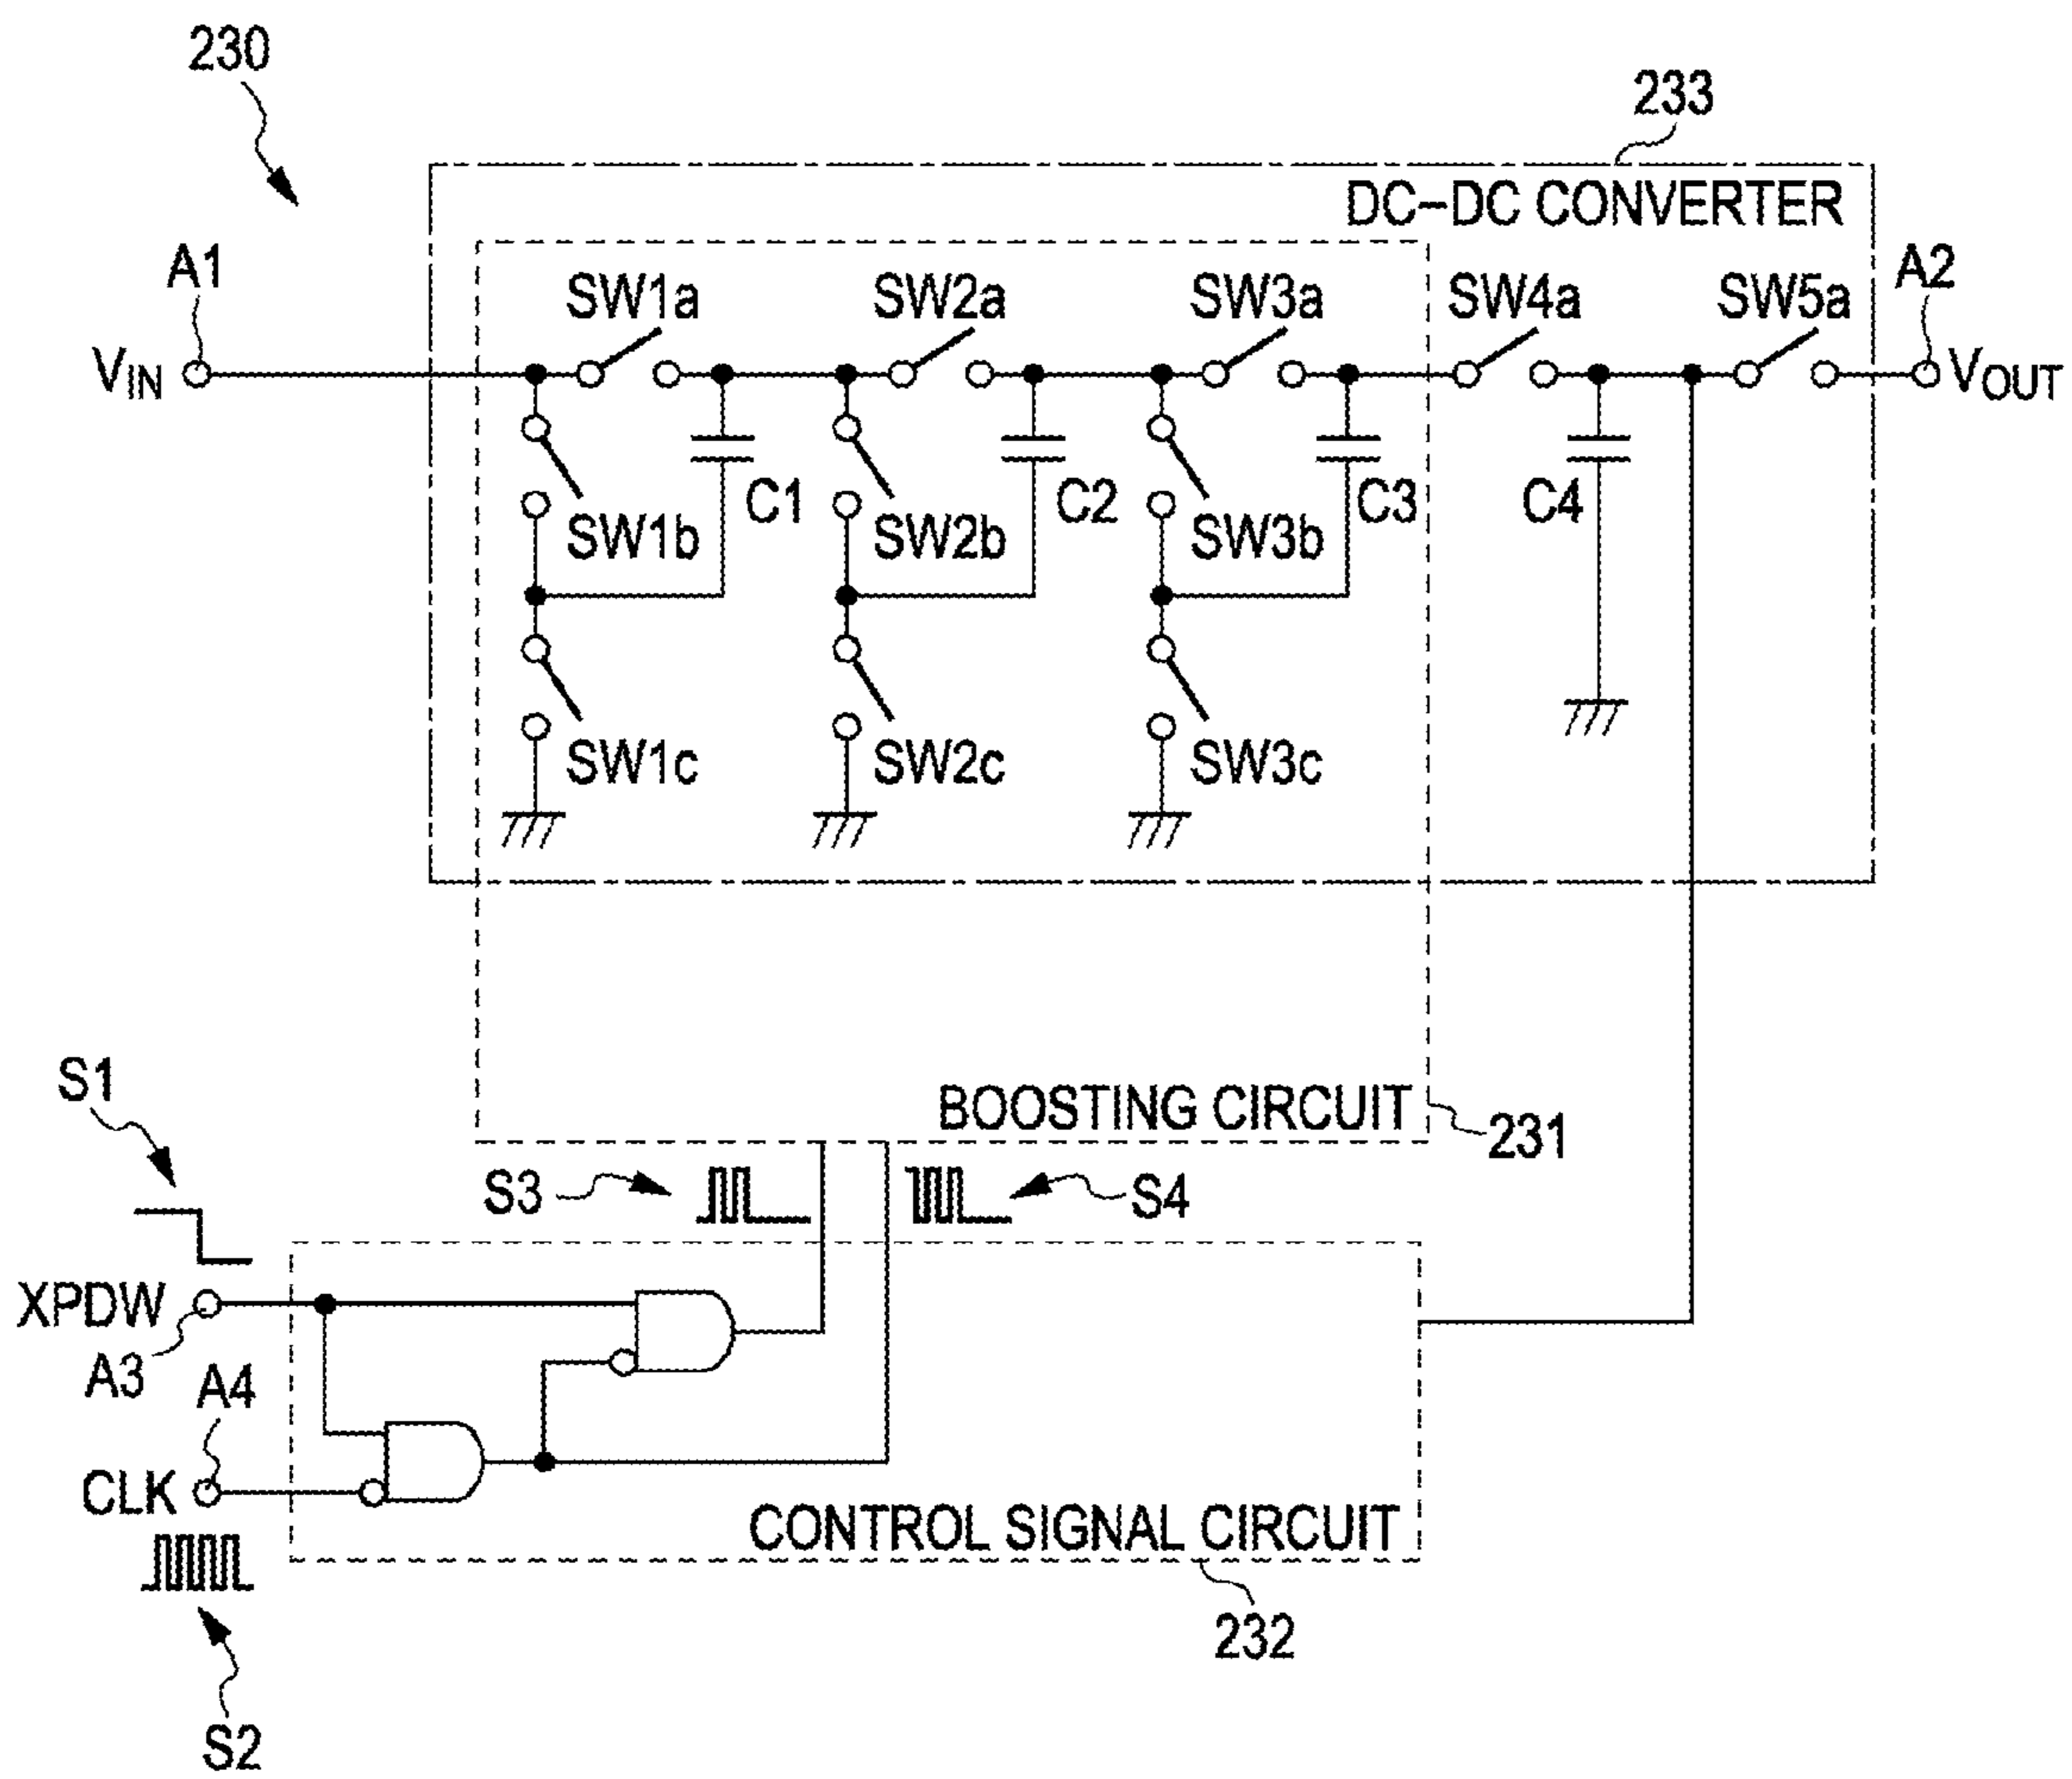 230
233
DC-DC CONVERTER
A1
SW1a
SW2a
SW3a
SW4a
SW5a
A2
VIN
VOUT
C1
C2
C3
C4
SW1b
SW2b
SW3b
SW1c
SW2c
SW3c
S1
BOOSTING CIRCUIT
231
S3
S4
XPDW
A3
A4
CLK
CONTROL SIGNAL CIRCUIT
232
S2